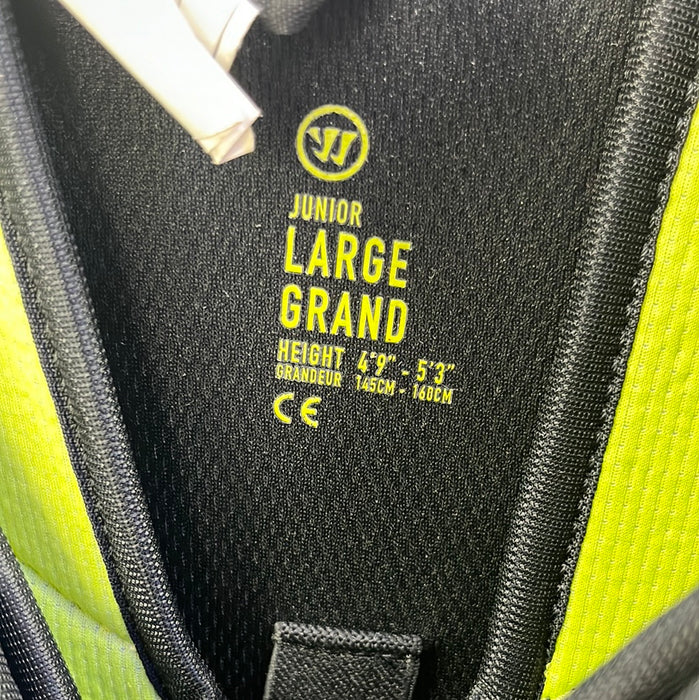 JUNIOR
LARGE
GRAND
HEIGHT 4'9" - 5'3"
GRANDEUR 145CM - 160CM
CE